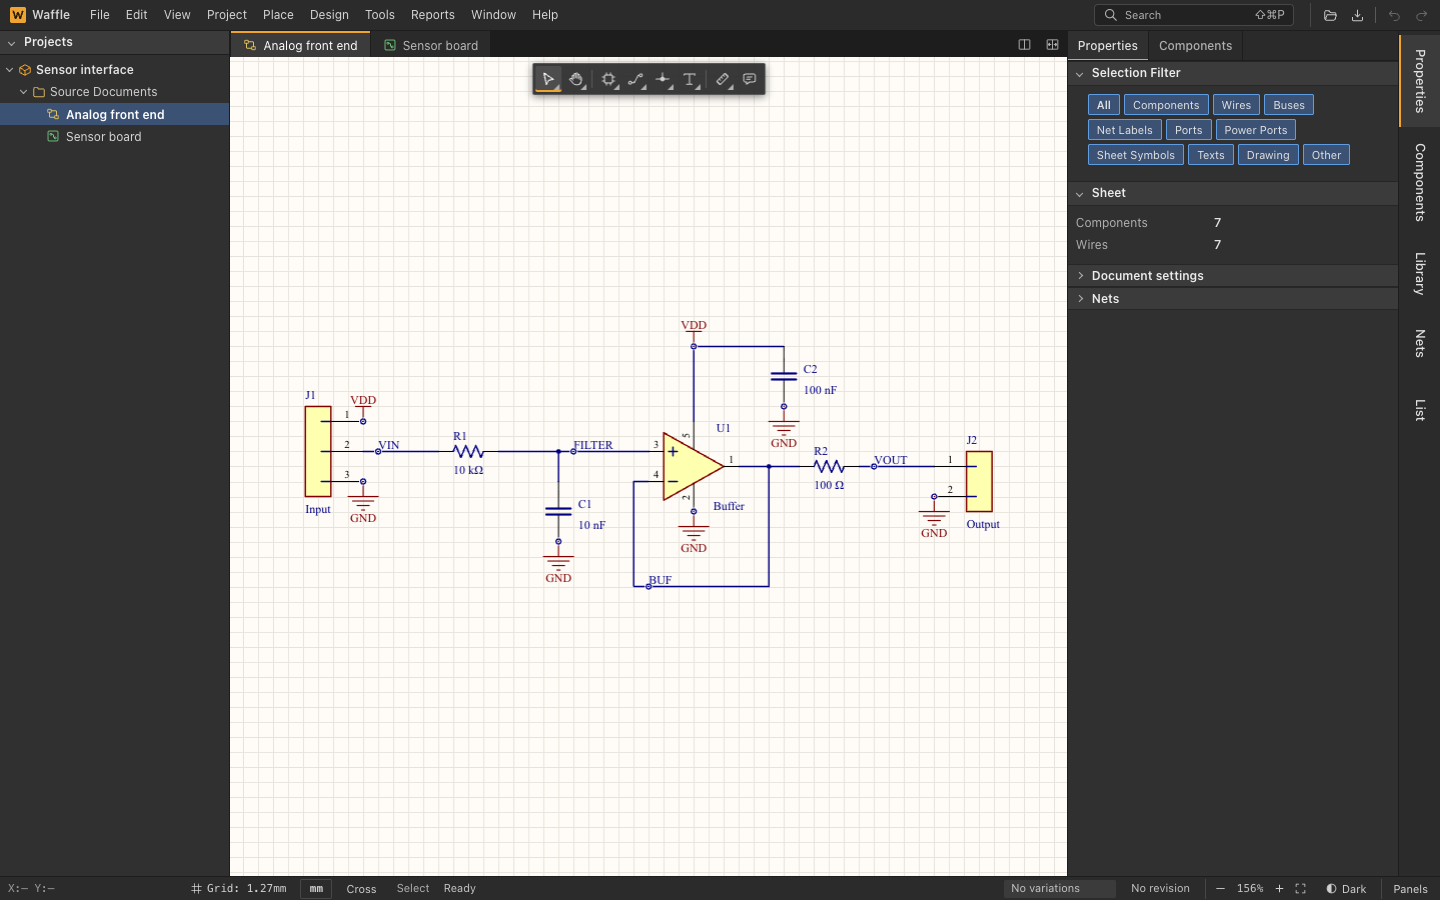 W Waffle File Edit View Project Place Design Tools Reports Window Help Search ⇧⌘P
Projects
Sensor interface
Source Documents
Analog front end
Sensor board
Analog front end Sensor board
VDD
C2
100 nF
J1
VDD
1
2
3
VIN
R1
10 kΩ
FILTER
U1
5
3
4
1
2
GND
R2
100 Ω
VOUT
J2
1
2
Input
GND
C1
10 nF
Buffer
GND
GND
Output
GND
BUF
Properties Components
Selection Filter
All Components Wires Buses
Net Labels Ports Power Ports
Sheet Symbols Texts Drawing Other
Sheet
Components 7
Wires 7
Document settings
Nets
Properties
Components
Library
Nets
List
X:— Y:— Grid: 1.27mm mm Cross Select Ready No variations No revision − 156% + Dark Panels